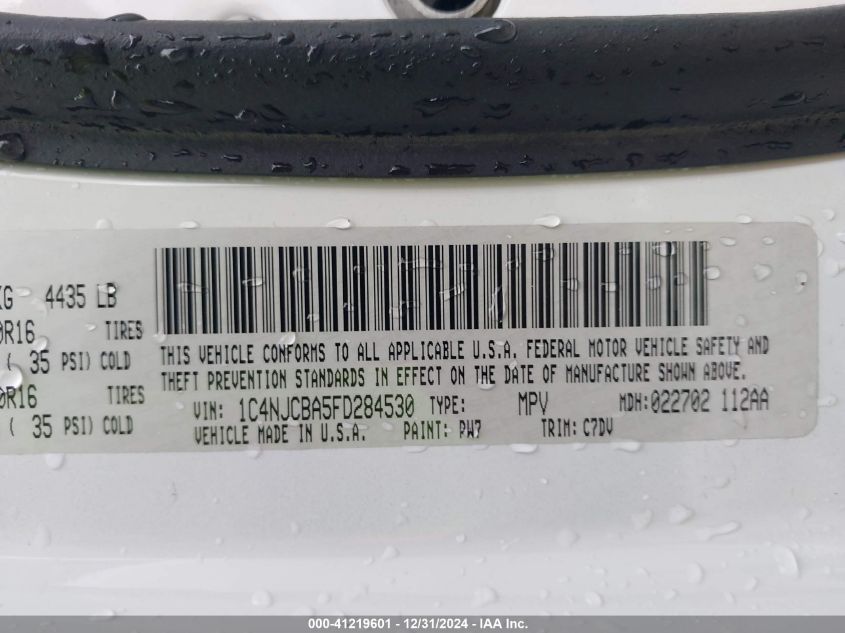 KG 4435 LB
0R16 TIRES
( 35 PSI) COLD
0R16 TIRES
( 35 PSI) COLD
THIS VEHICLE CONFORMS TO ALL APPLICABLE U.S.A. FEDERAL MOTOR VEHICLE SAFETY AND
THEFT PREVENTION STANDARDS IN EFFECT ON THE DATE OF MANUFACTURE SHOWN ABOVE.
VIN: 1C4NJCBA5FD284530 TYPE: MPV MDH:022702 112AA
VEHICLE MADE IN U.S.A. PAINT: PW7 TRIM: C7DV
000-41219601 - 12/31/2024 - IAA Inc.